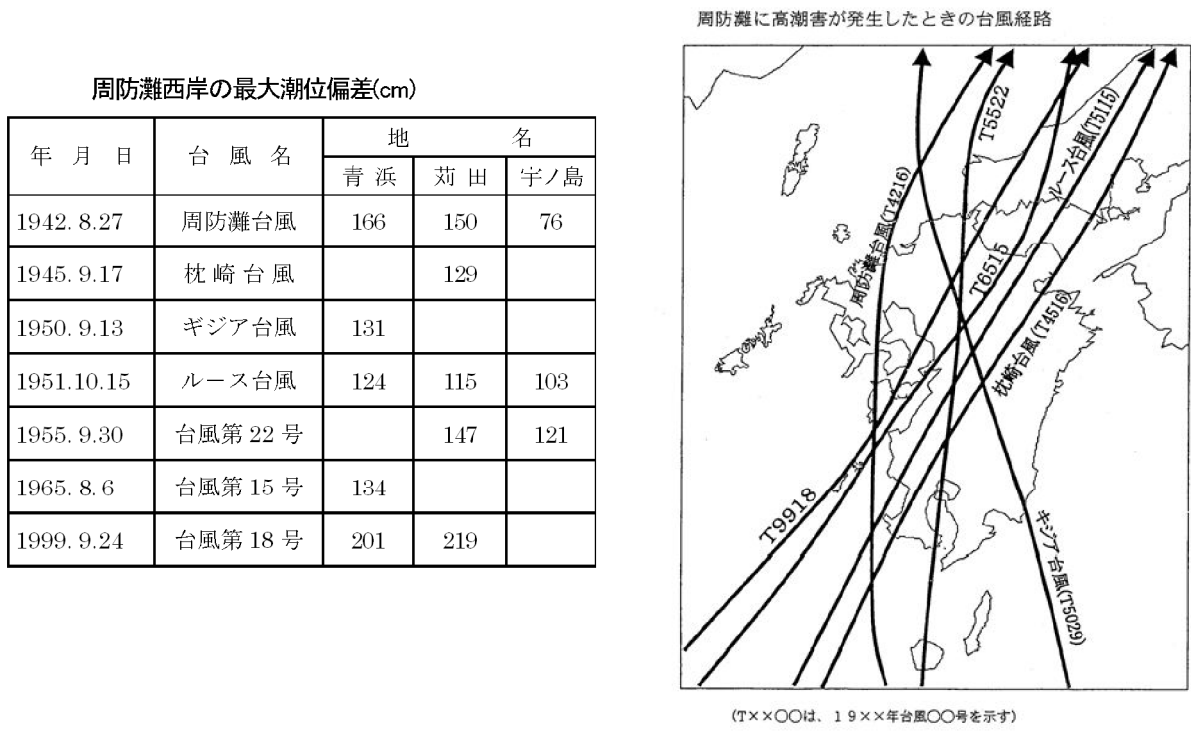 周防灘西岸の最大潮位偏差(cm)
年 月 日 台 風 名 地 名
青 浜 苅 田 宇ノ島
1942. 8.27 周防灘台風 166 150 76
1945. 9.17 枕 崎 台 風 129
1950. 9.13 ギジア台風 131
1951.10.15 ルース台風 124 115 103
1955. 9.30 台風第 22 号 147 121
1965. 8. 6 台風第 15 号 134
1999. 9.24 台風第 18 号 201 219
周防灘に高潮害が発生したときの台風経路
T5522
ルース台風(T5115)
周防灘台風(T4216)
T6515
枕崎台風(T4516)
T9918
キジア台風(T5029)
(T××○○は、19××年台風○○号を示す)